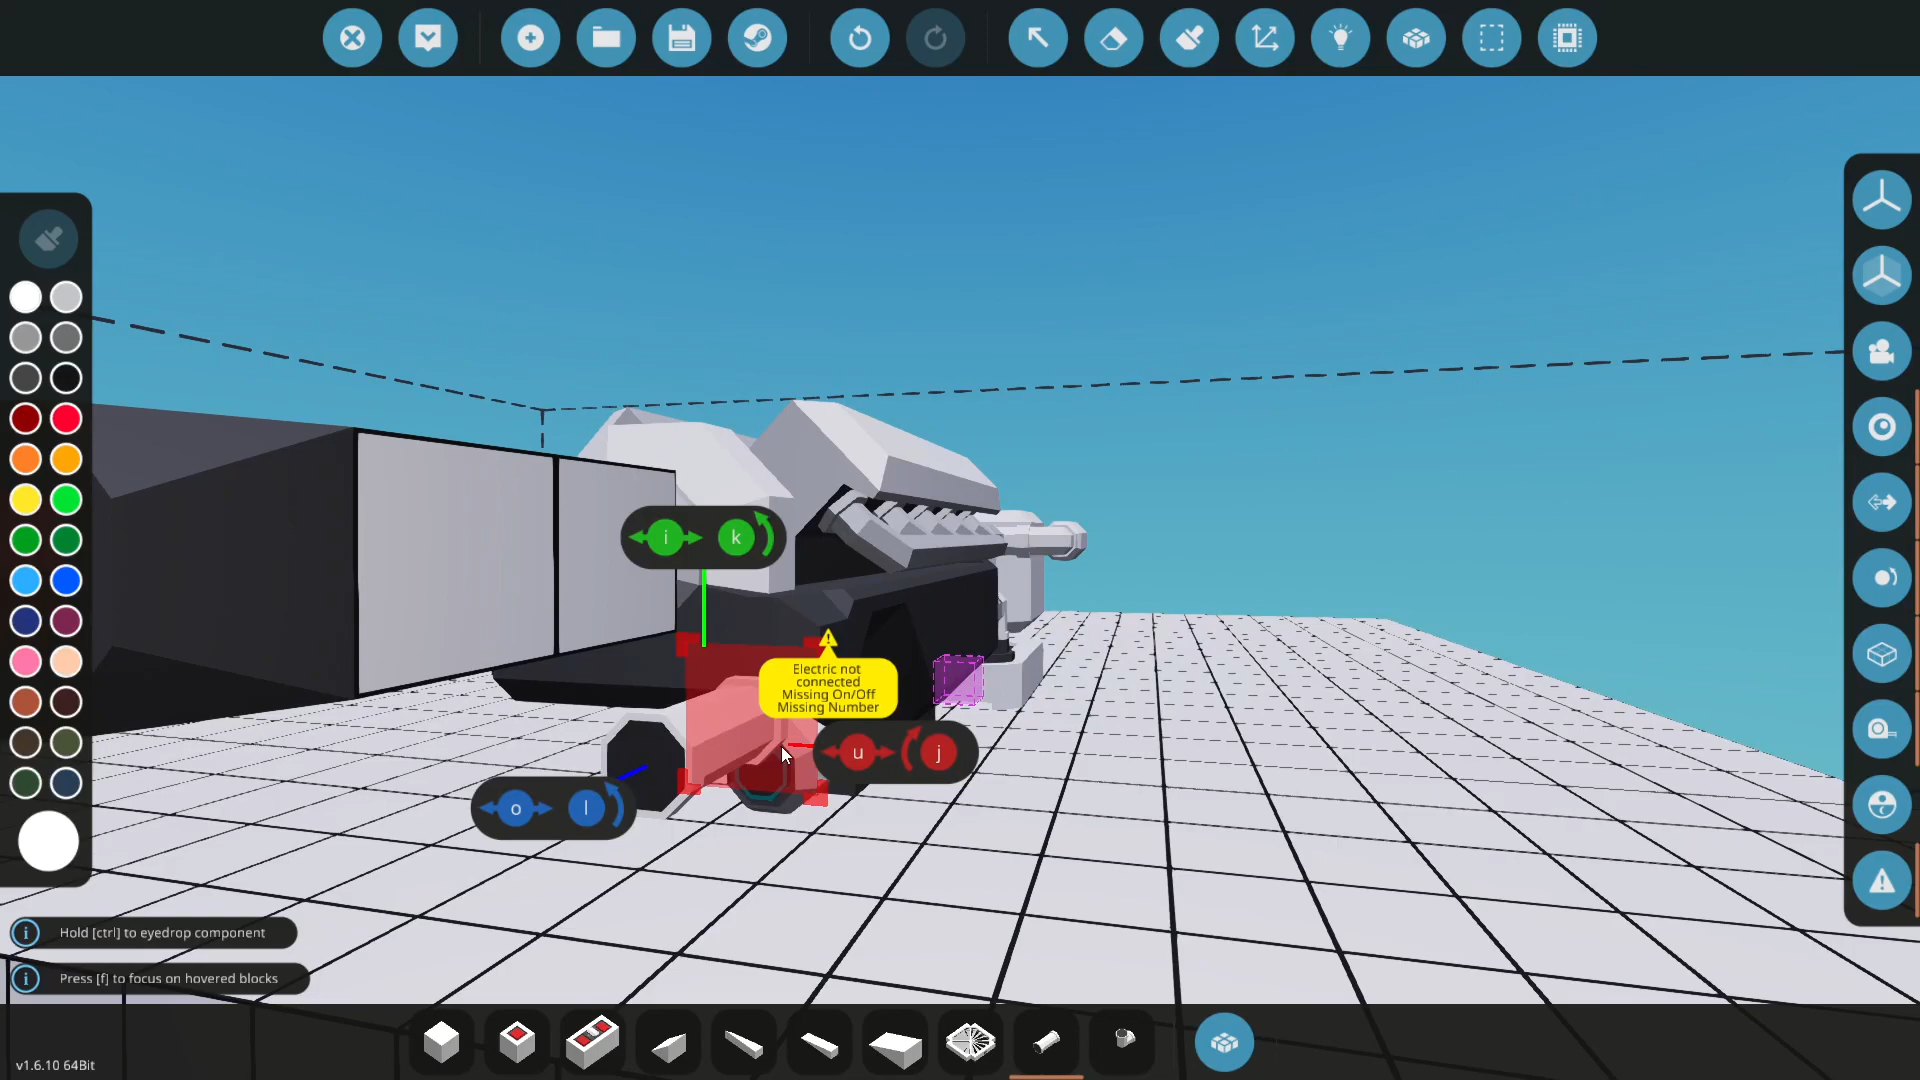 i k
Electric not
connected
Missing On/Off
Missing Number
u j
o l
Hold [ctrl] to eyedrop component
Press [f] to focus on hovered blocks
v1.6.10 64Bit